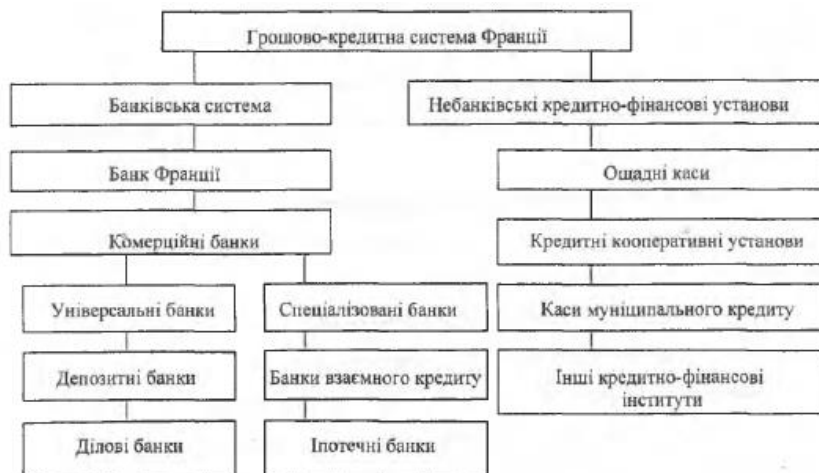 Грошово-кредитна система Франції
Банківська система
Небанківські кредитно-фінансові установи
Банк Франції
Ощадні каси
Комерційні банки
Кредитні кооперативні установи
Універсальні банки
Спеціалізовані банки
Каси муніципального кредиту
Депозитні банки
Банки взаємного кредиту
Інші кредитно-фінансові
інститути
Ділові банки
Іпотечні банки